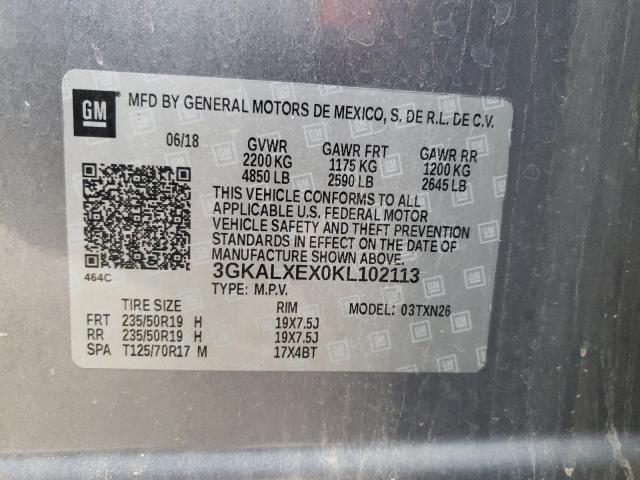 GM
MFD BY GENERAL MOTORS DE MEXICO, S. DE R.L. DE C.V.
06/18 GVWR GAWR FRT GAWR RR
2200 KG 1175 KG 1200 KG
4850 LB 2590 LB 2645 LB
THIS VEHICLE CONFORMS TO ALL
APPLICABLE U.S. FEDERAL MOTOR
VEHICLE SAFETY AND THEFT PREVENTION
STANDARDS IN EFFECT ON THE DATE OF
MANUFACTURE SHOWN ABOVE.
464C 3GKALXEX0KL102113
TYPE: M.P.V.
TIRE SIZE RIM MODEL: 03TXN26
FRT 235/50R19 H 19X7.5J
RR 235/50R19 H 19X7.5J
SPA T125/70R17 M 17X4BT